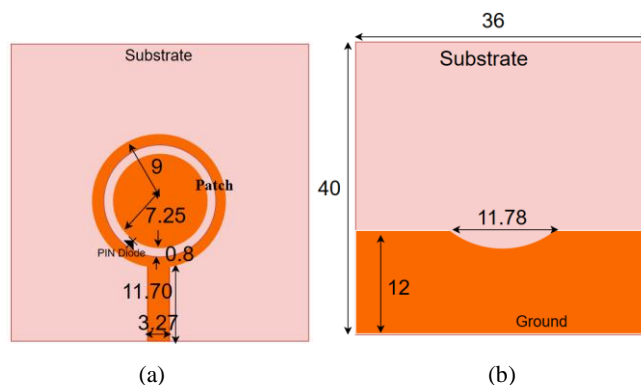 Substrate
9
Patch
7.25
PIN Diode
0.8
11.70
3.27
(a)
36
Substrate
40
11.78
12
Ground
(b)